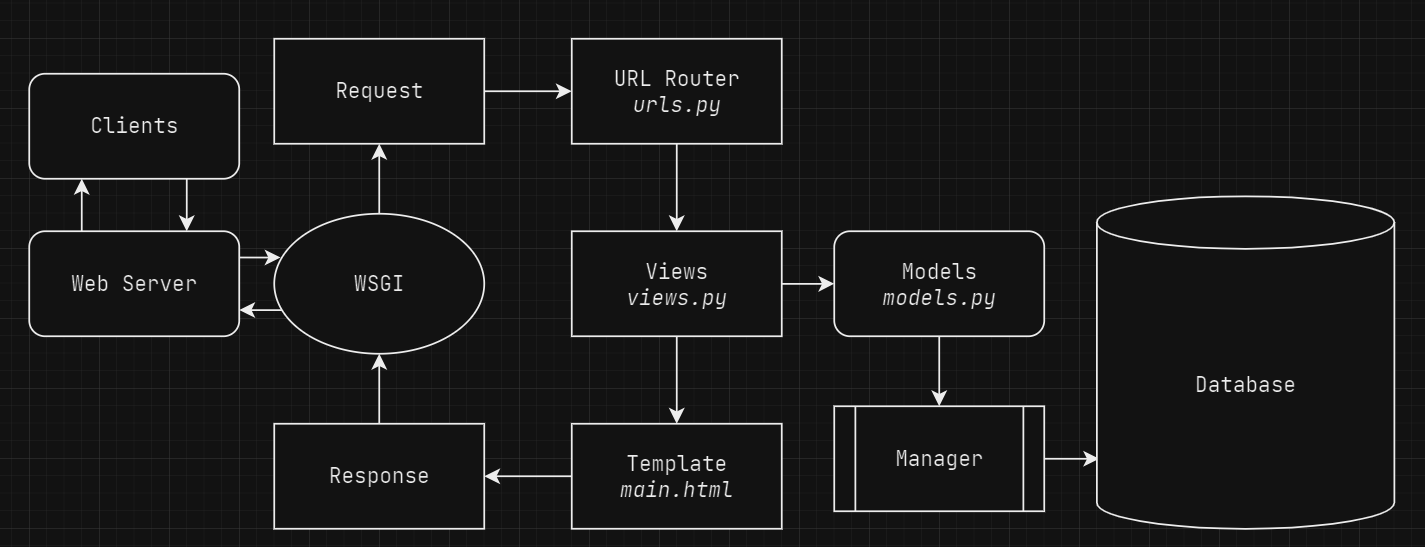 Request
URL Router
urls.py
Clients
Web Server
WSGI
Views
views.py
Models
models.py
Database
Response
Template
main.html
Manager